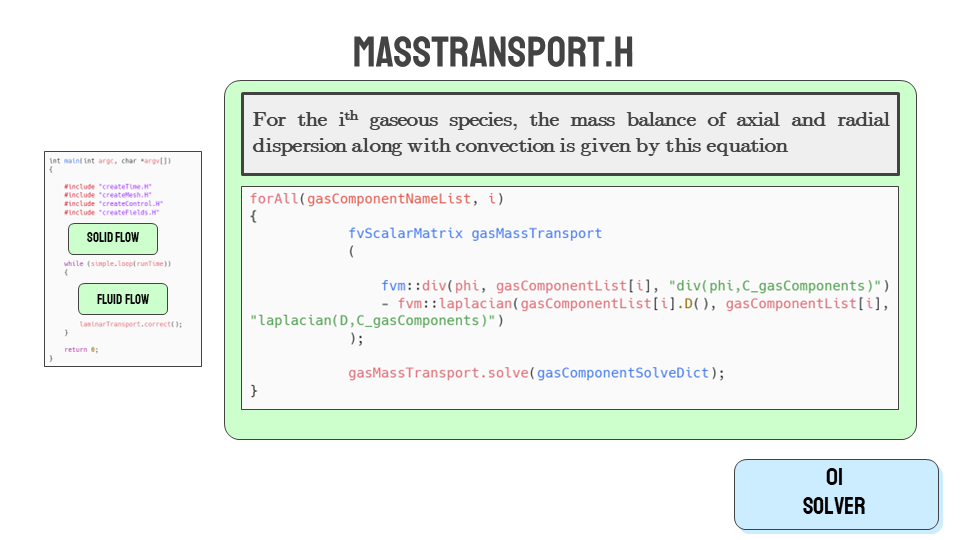 MASSTRANSPORT.H
For the ith gaseous species, the mass balance of axial and radial
dispersion along with convection is given by this equation
int main(int argc, char *argv[])
{
#include "createTime.H"
#include "createMesh.H"
#include "createControl.H"
#include "createFields.H"
SOLID FLOW
while (simple.loop(runTime))
{
FLUID FLOW
laminarTransport.correct();
}
return 0;
}
forAll(gasComponentNameList, i)
{
fvScalarMatrix gasMassTransport
(
fvm::div(phi, gasComponentList[i], "div(phi,C_gasComponents)")
- fvm::laplacian(gasComponentList[i].D(), gasComponentList[i],
"laplacian(D,C_gasComponents)")
);
gasMassTransport.solve(gasComponentSolveDict);
}
01
SOLVER